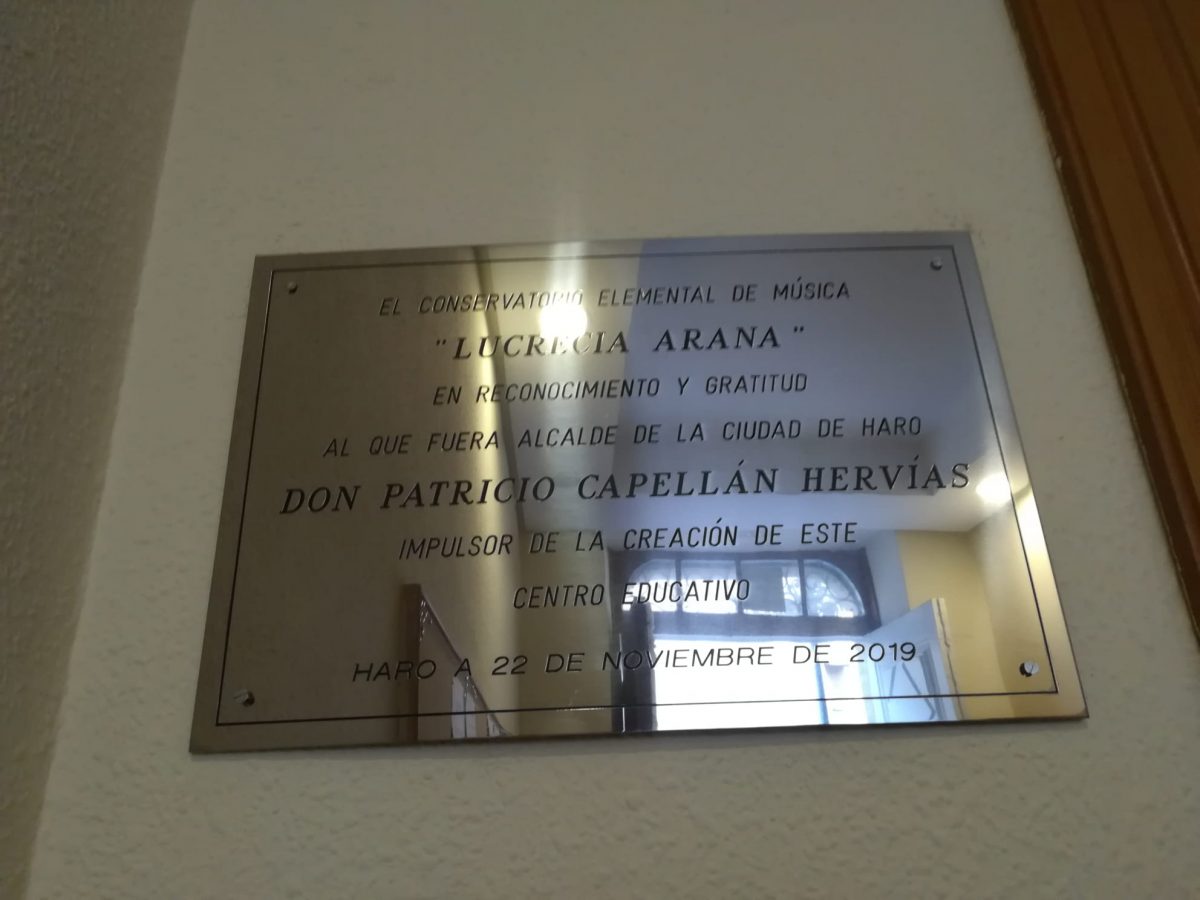 EL CONSERVATORIO ELEMENTAL DE MÚSICA
"LUCRECIA ARANA"
EN RECONOCIMIENTO Y GRATITUD
AL QUE FUERA ALCALDE DE LA CIUDAD DE HARO
DON PATRICIO CAPELLÁN HERVÍAS
IMPULSOR DE LA CREACIÓN DE ESTE
CENTRO EDUCATIVO
HARO A 22 DE NOVIEMBRE DE 2019